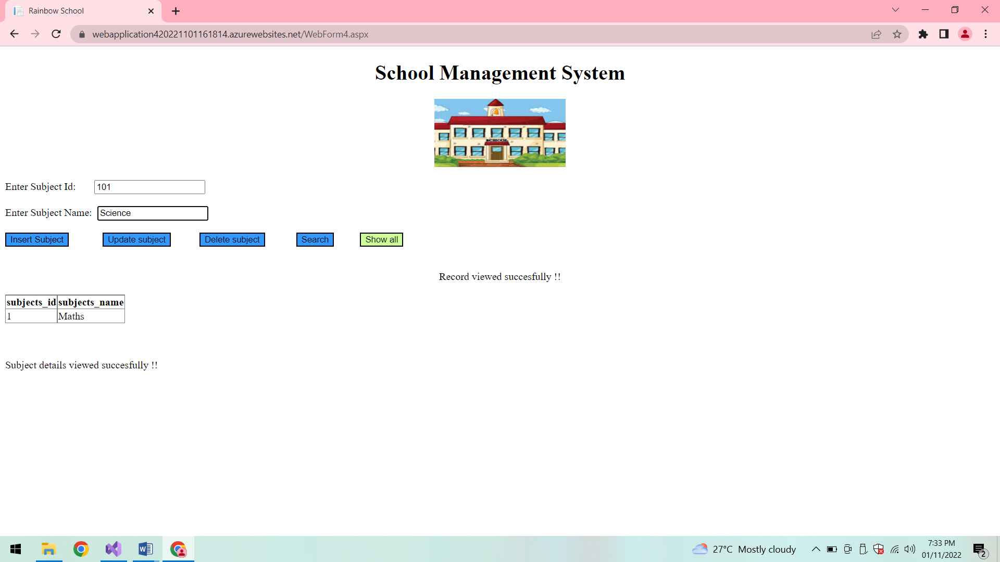 Rainbow School
webapplication420221101161814.azurewebsites.net/WebForm4.aspx
School Management System
SCHOOL
Enter Subject Id: 101
Enter Subject Name: Science
Insert Subject Update subject Delete subject Search Show all
Record viewed succesfully !!
subjects_id subjects_name
1 Maths
Subject details viewed succesfully !!
27°C Mostly cloudy
7:33 PM
01/11/2022
2